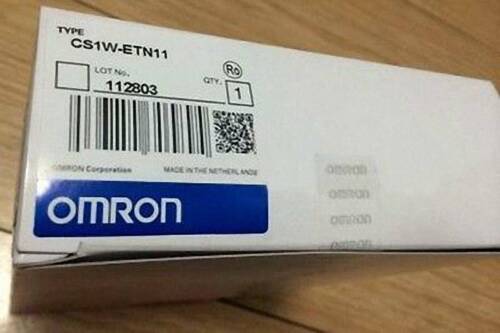 TYPE
CS1W-ETN11
LOT No. QTY. Ro
112803 1
OMRON Corporation MADE IN THE NETHERLANDS
OMRON
OMRON
OMRON
OMRON
OMRON